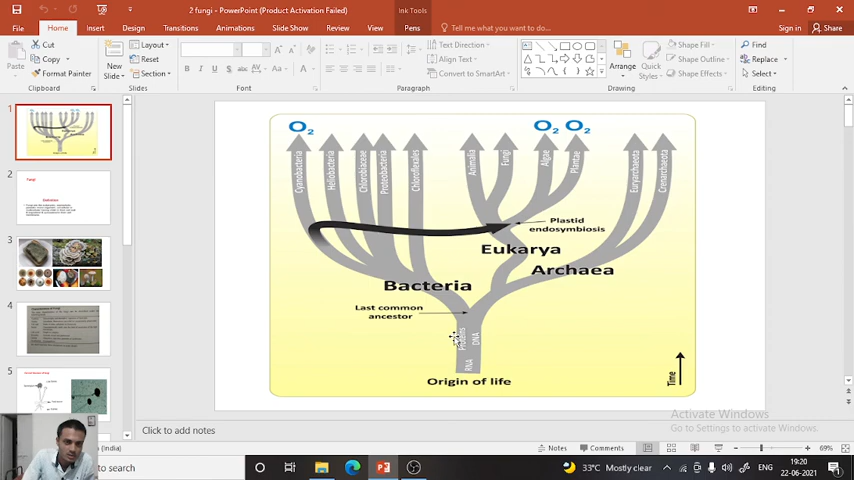 2 fungi - PowerPoint (Product Activation Failed)
Ink Tools
Sign in
Share
File
Home
Insert
Design
Transitions
Animations
Slide Show
Review
View
Pens
Tell me what you want to do...
Paste
Cut
Copy
Format Painter
Clipboard
New
Slide
Layout
Reset
Section
Slides
Font
Paragraph
Text Direction
Align Text
Convert to SmartArt
Arrange
Quick
Styles
Shape Fill
Shape Outline
Shape Effects
Drawing
Find
Replace
Select
Editing
1
2
Fungi
3
4
5
O2
O2
O2
Cyanobacteria
Heliobacteria
Chlorobiaceae
Proteobacteria
Chloroflexales
Animalia
Fungi
Algae
Plantae
Euryarchaeota
Crenarchaeota
Plastid
endosymbiosis
Eukarya
Archaea
Bacteria
Last common
ancestor
Proteins
DNA
RNA
Origin of life
Time
Activate Windows
Go to Settings to activate Windows.
Click to add notes
(India)
Notes
Comments
69%
to search
33°C Mostly clear
ENG
19:20
22-06-2021